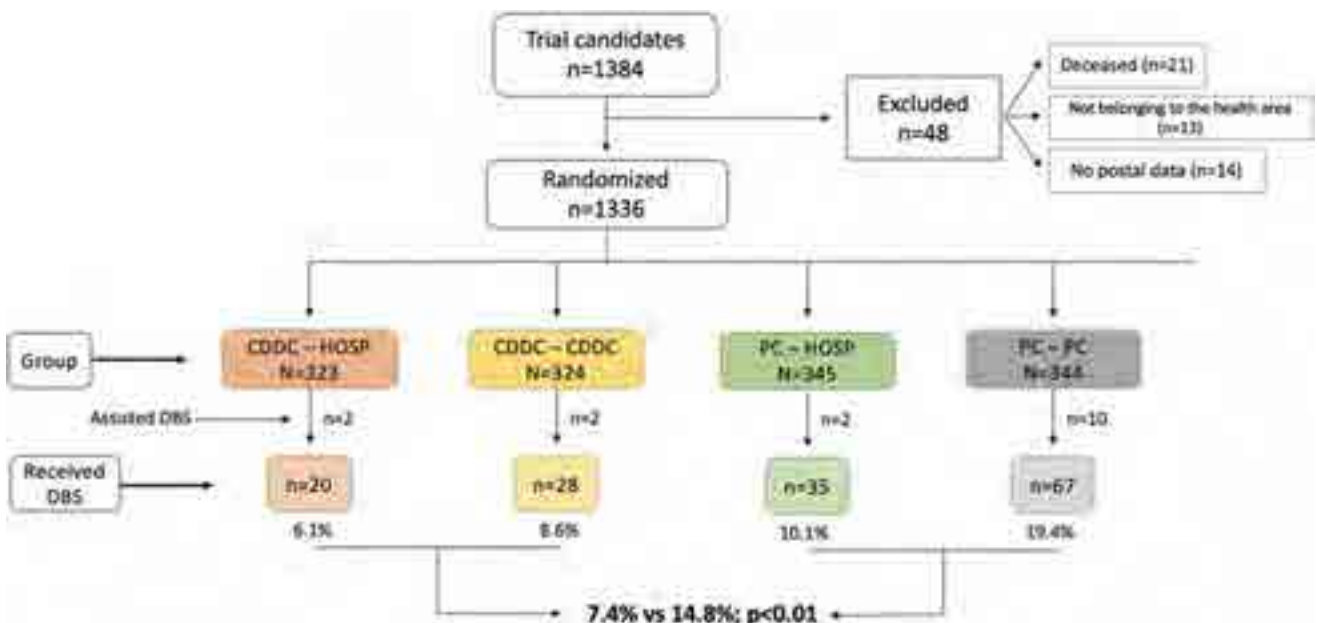 Trial candidates
n=1384
Excluded
n=48
Deceased (n=21)
Not belonging to the health area
(n=13)
No postal data (n=14)
Randomized
n=1336
Group
CDDC – HOSP
N=323
CDDC – CDDC
N=324
PC – HOSP
N=345
PC – PC
N=344
Assisted DBS
n=2
n=2
n=2
n=10
Received
DBS
n=20
n=28
n=35
n=67
6.1%
8.6%
10.1%
19.4%
7.4% vs 14.8%; p<0.01